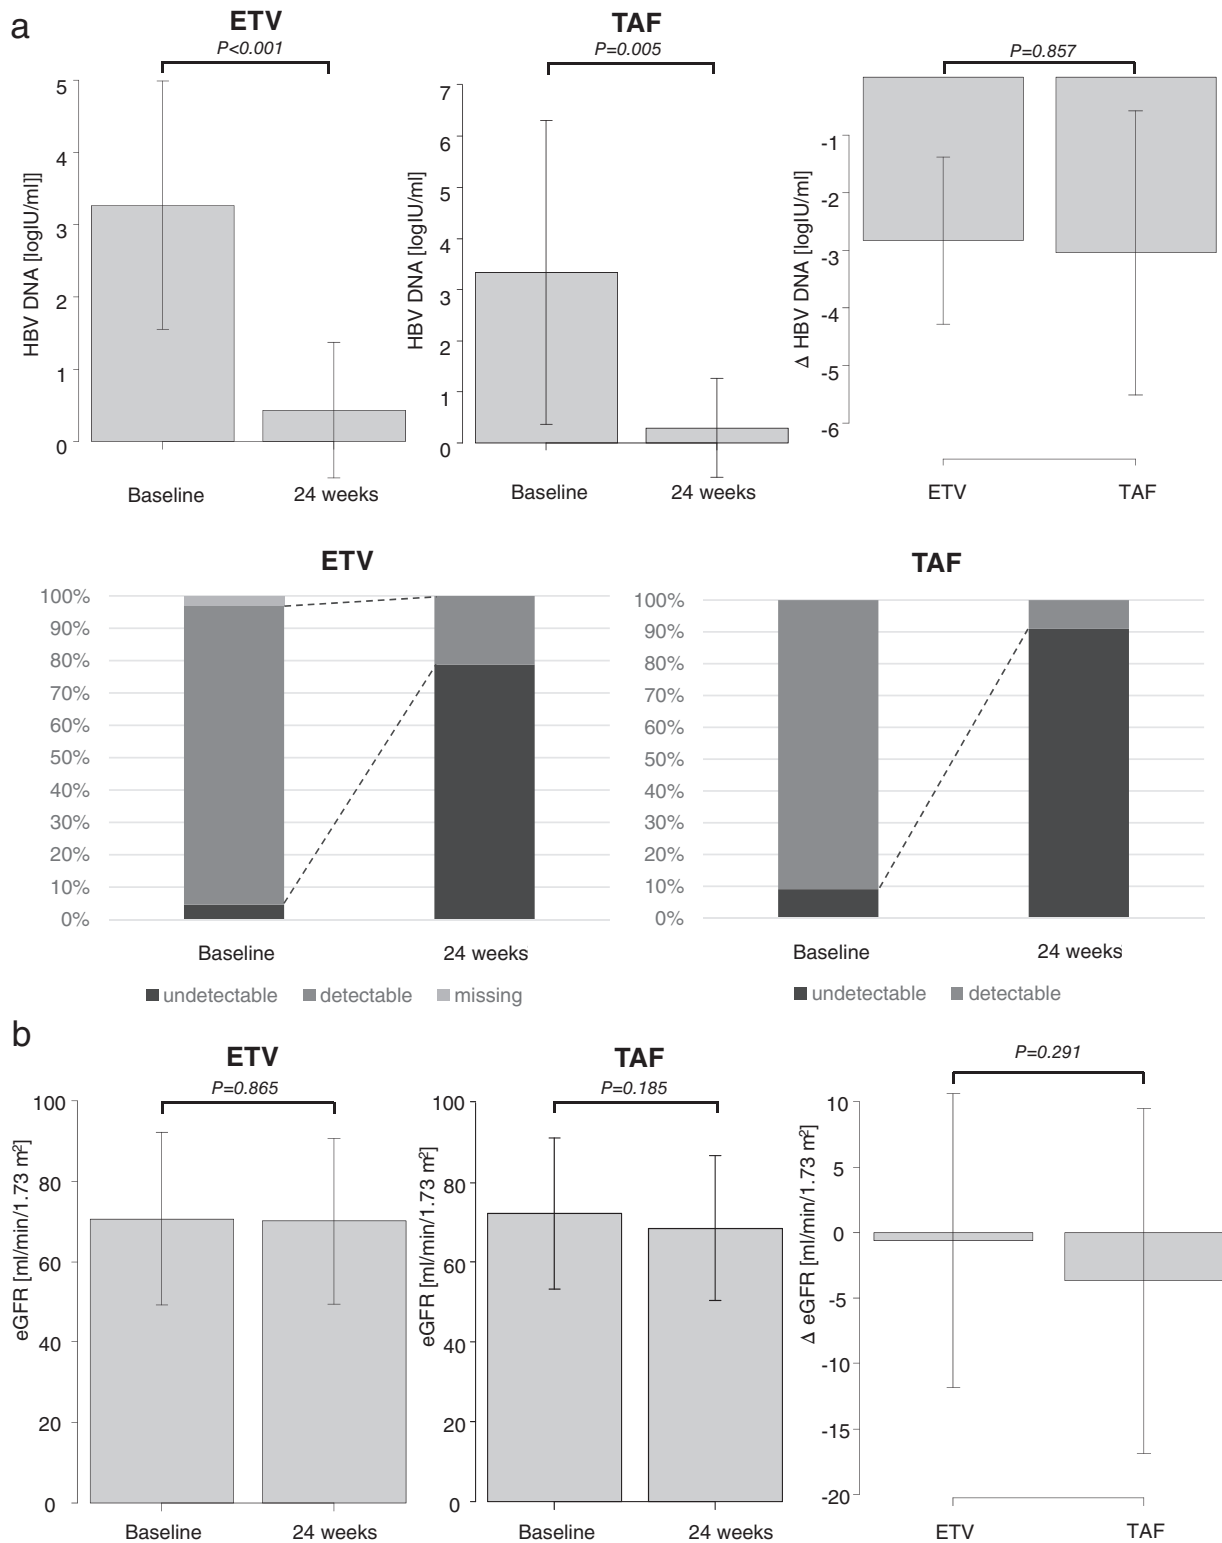 a
ETV
P<0.001
5
4
3
2
1
0
HBV DNA [logIU/ml]]
Baseline
24 weeks
TAF
P=0.005
7
6
5
4
3
2
1
0
HBV DNA [logIU/ml]
Baseline
24 weeks
P=0.857
-1
-2
-3
-4
-5
-6
Δ HBV DNA [logIU/ml]
ETV
TAF
ETV
100%
90%
80%
70%
60%
50%
40%
30%
20%
10%
0%
Baseline
24 weeks
undetectable detectable missing
TAF
100%
90%
80%
70%
60%
50%
40%
30%
20%
10%
0%
Baseline
24 weeks
undetectable detectable
b
ETV
P=0.865
100
80
60
40
20
0
eGFR [ml/min/1.73 m²]
Baseline
24 weeks
TAF
P=0.185
100
80
60
40
20
0
eGFR [ml/min/1.73 m²]
Baseline
24 weeks
P=0.291
10
5
0
-5
-10
-15
-20
Δ eGFR [ml/min/1.73 m²]
ETV
TAF